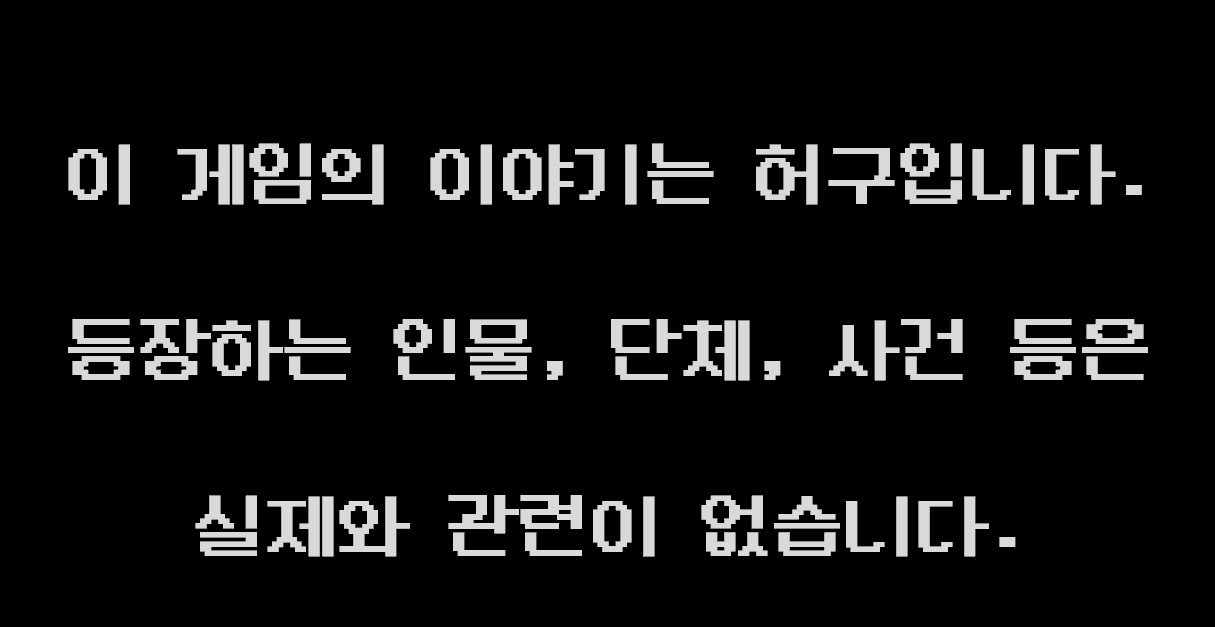 이 게임의 이야기는 허구입니다.
등장하는 인물, 단체, 사건 등은
실제와 관련이 없습니다.